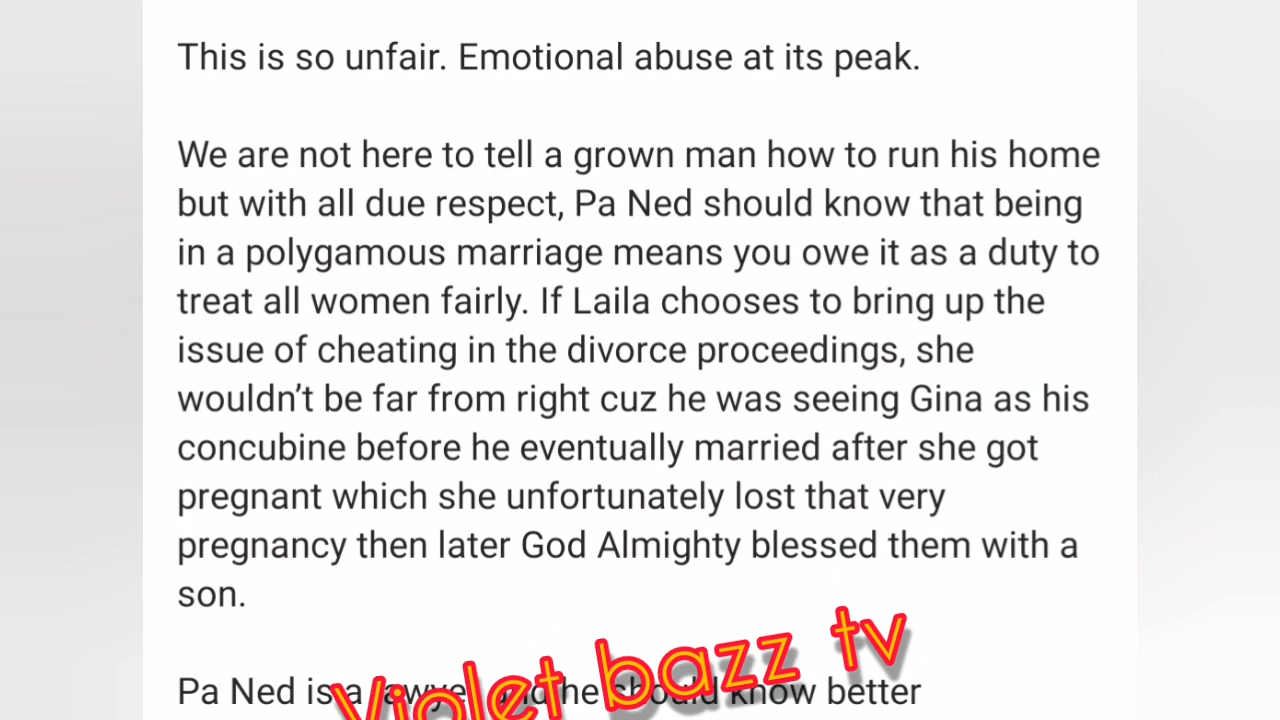 This is so unfair. Emotional abuse at its peak.
We are not here to tell a grown man how to run his home
but with all due respect, Pa Ned should know that being
in a polygamous marriage means you owe it as a duty to
treat all women fairly. If Laila chooses to bring up the
issue of cheating in the divorce proceedings, she
wouldn’t be far from right cuz he was seeing Gina as his
concubine before he eventually married after she got
pregnant which she unfortunately lost that very
pregnancy then later God Almighty blessed them with a
son.
Pa Ned is a lawyer and he should know better
Violet bazz tv